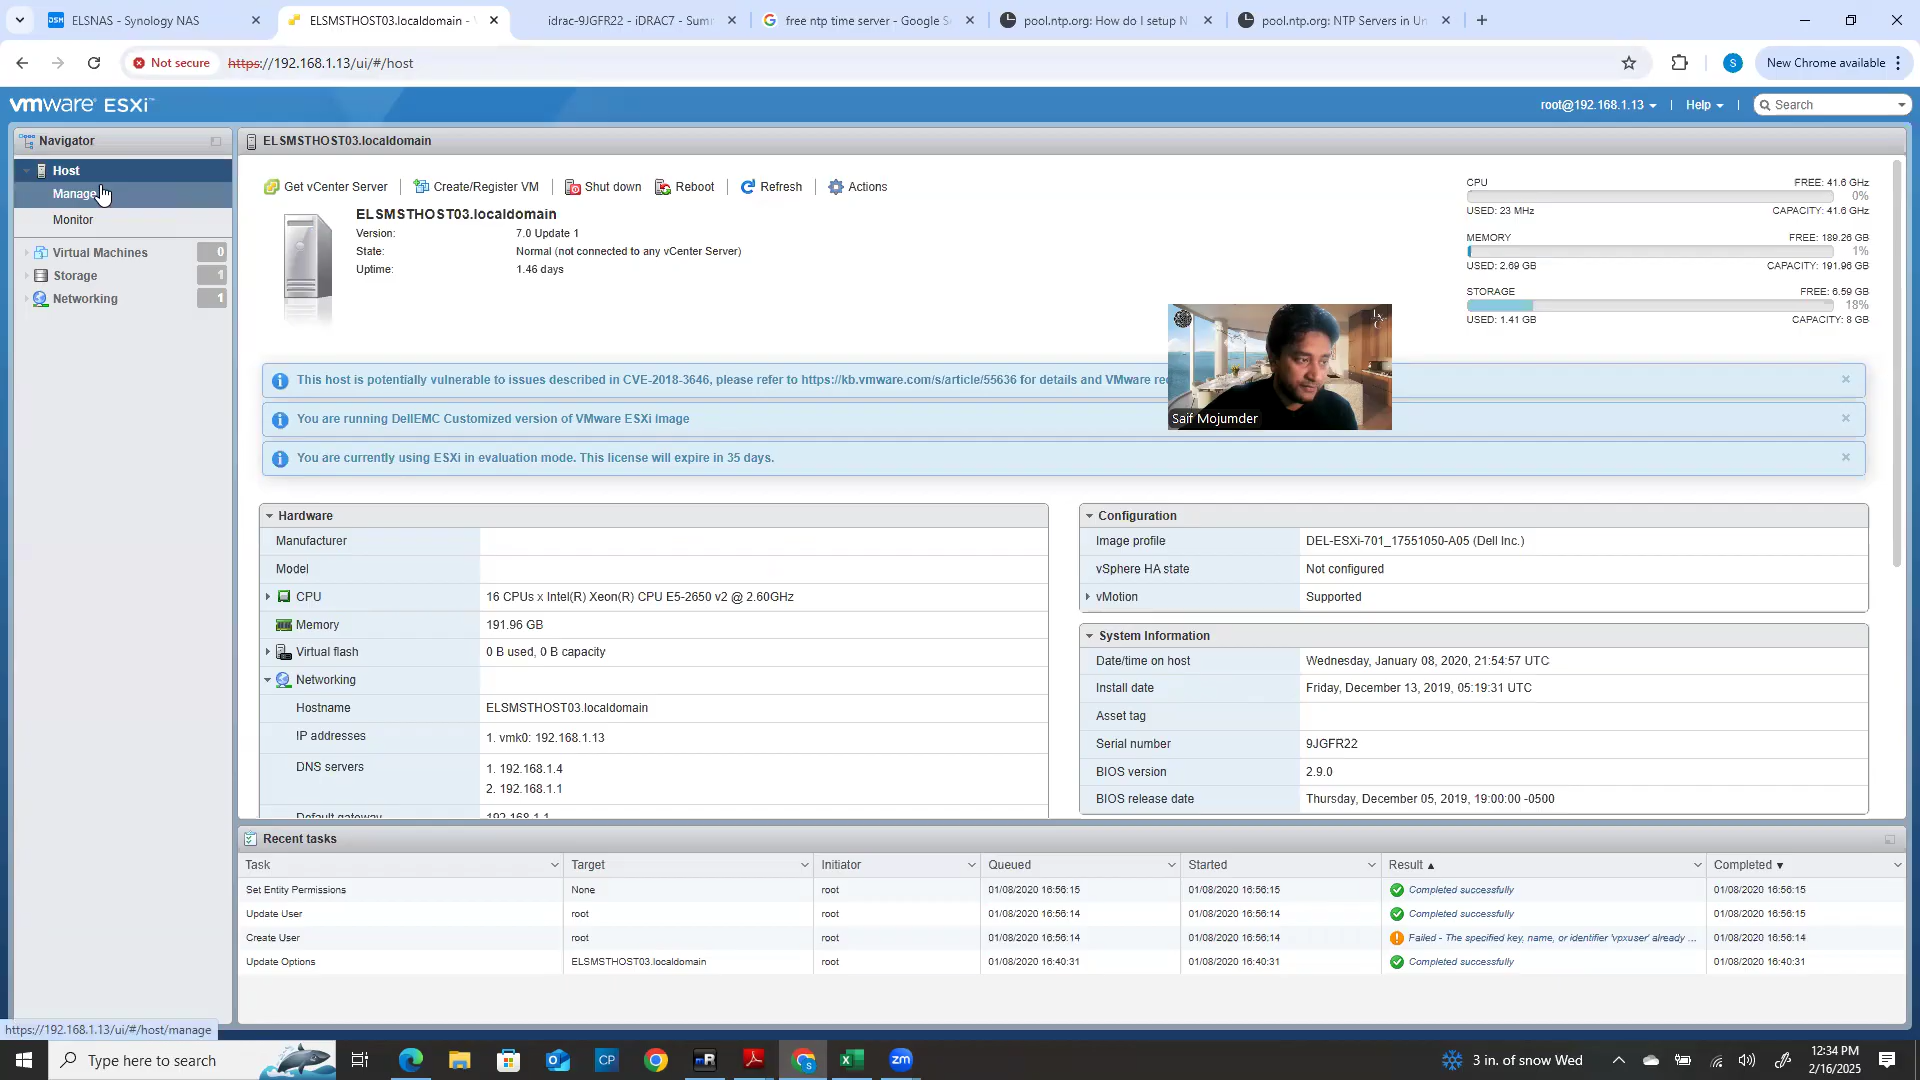 ELSNAS - Synology NAS
ELSMSTHOST03.localdomain -
idrac-9JGFR22 - iDRAC7 - Sum
free ntp time server - Google S
pool.ntp.org: How do I setup N
pool.ntp.org: NTP Servers in Un
Not secure
https://192.168.1.13/ui/#/host
S
New Chrome available
vmware ESXi
root@192.168.1.13
Help
Search
Navigator
Host
Manage
Monitor
Virtual Machines 0
Storage 1
Networking 1
ELSMSTHOST03.localdomain
Get vCenter Server
Create/Register VM
Shut down
Reboot
Refresh
Actions
ELSMSTHOST03.localdomain
Version: 7.0 Update 1
State: Normal (not connected to any vCenter Server)
Uptime: 1.46 days
CPU FREE: 41.6 GHz
0%
USED: 23 MHz CAPACITY: 41.6 GHz
MEMORY FREE: 189.26 GB
1%
USED: 2.69 GB CAPACITY: 191.96 GB
STORAGE FREE: 6.59 GB
18%
USED: 1.41 GB CAPACITY: 8 GB
This host is potentially vulnerable to issues described in CVE-2018-3646, please refer to https://kb.vmware.com/s/article/55636 for details and VMware
You are running DellEMC Customized version of VMware ESXi image
You are currently using ESXi in evaluation mode. This license will expire in 35 days.
Saif Mojumder
Hardware
Manufacturer
Model
CPU 16 CPUs x Intel(R) Xeon(R) CPU E5-2650 v2 @ 2.60GHz
Memory 191.96 GB
Virtual flash 0 B used, 0 B capacity
Networking
Hostname ELSMSTHOST03.localdomain
IP addresses 1. vmk0: 192.168.1.13
DNS servers 1. 192.168.1.4
2. 192.168.1.1
Default gateway 192.168.1.1
Configuration
Image profile DEL-ESXi-701_17551050-A05 (Dell Inc.)
vSphere HA state Not configured
vMotion Supported
System Information
Date/time on host Wednesday, January 08, 2020, 21:54:57 UTC
Install date Friday, December 13, 2019, 05:19:31 UTC
Asset tag
Serial number 9JGFR22
BIOS version 2.9.0
BIOS release date Thursday, December 05, 2019, 19:00:00 -0500
Recent tasks
Task Target Initiator Queued Started Result Completed
Set Entity Permissions None root 01/08/2020 16:56:15 01/08/2020 16:56:15 Completed successfully 01/08/2020 16:56:15
Update User root root 01/08/2020 16:56:14 01/08/2020 16:56:14 Completed successfully 01/08/2020 16:56:15
Create User root root 01/08/2020 16:56:14 01/08/2020 16:56:14 Failed - The specified key, name, or identifier 'vpxuser' already ... 01/08/2020 16:56:14
Update Options ELSMSTHOST03.localdomain root 01/08/2020 16:40:31 01/08/2020 16:40:31 Completed successfully 01/08/2020 16:40:31
https://192.168.1.13/ui/#/host/manage
Type here to search
CP
zm
3 in. of snow Wed
12:34 PM
2/16/2025